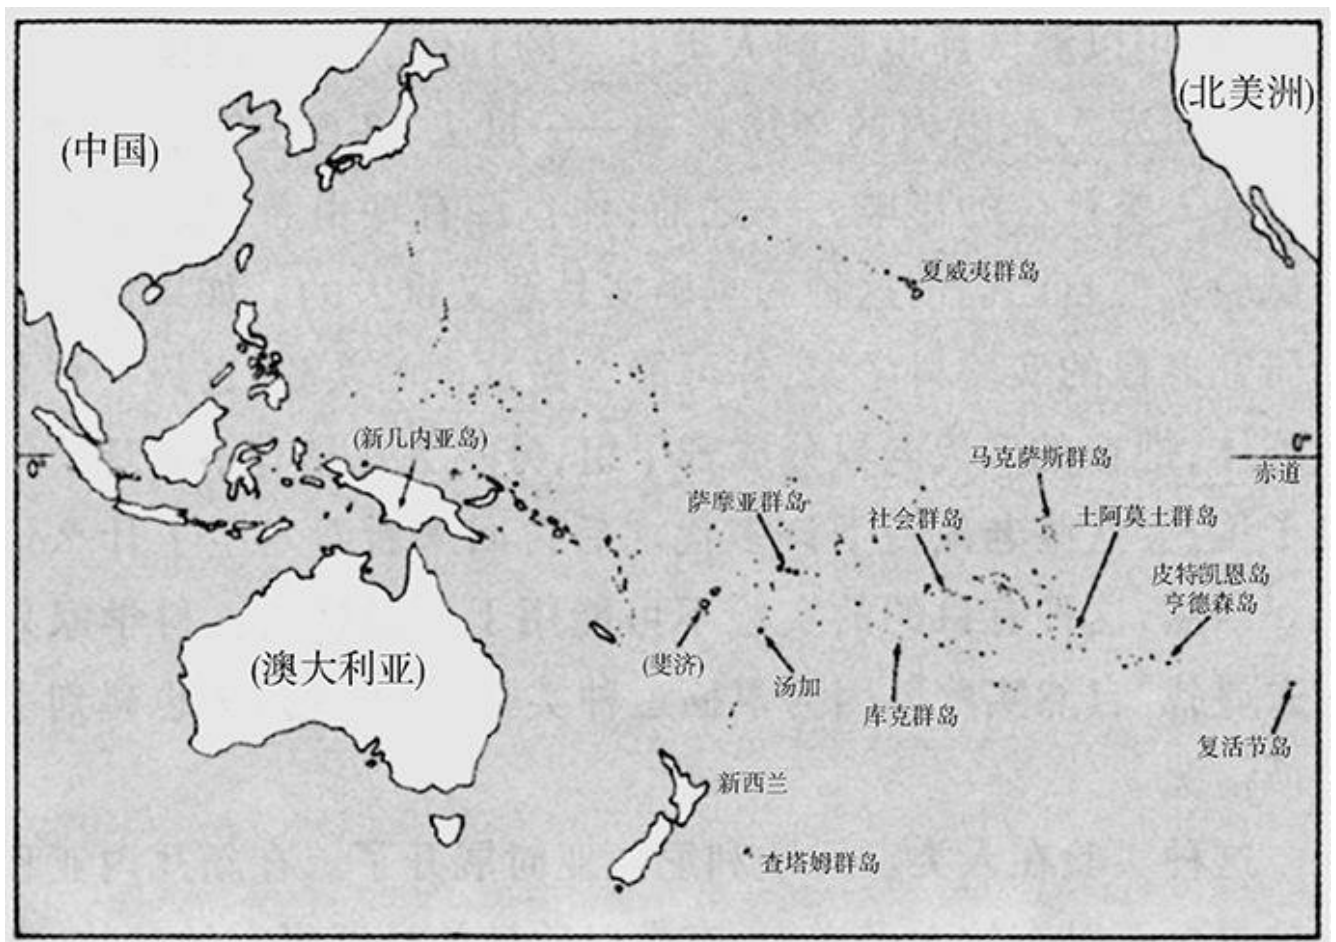 (北美洲)
(中国)
夏威夷群岛
(新几内亚岛)
0°
0°
赤道
马克萨斯群岛
萨摩亚群岛
社会群岛
土阿莫土群岛
皮特凯恩岛
亨德森岛
(澳大利亚)
(斐济)
汤加
库克群岛
复活节岛
新西兰
查塔姆群岛